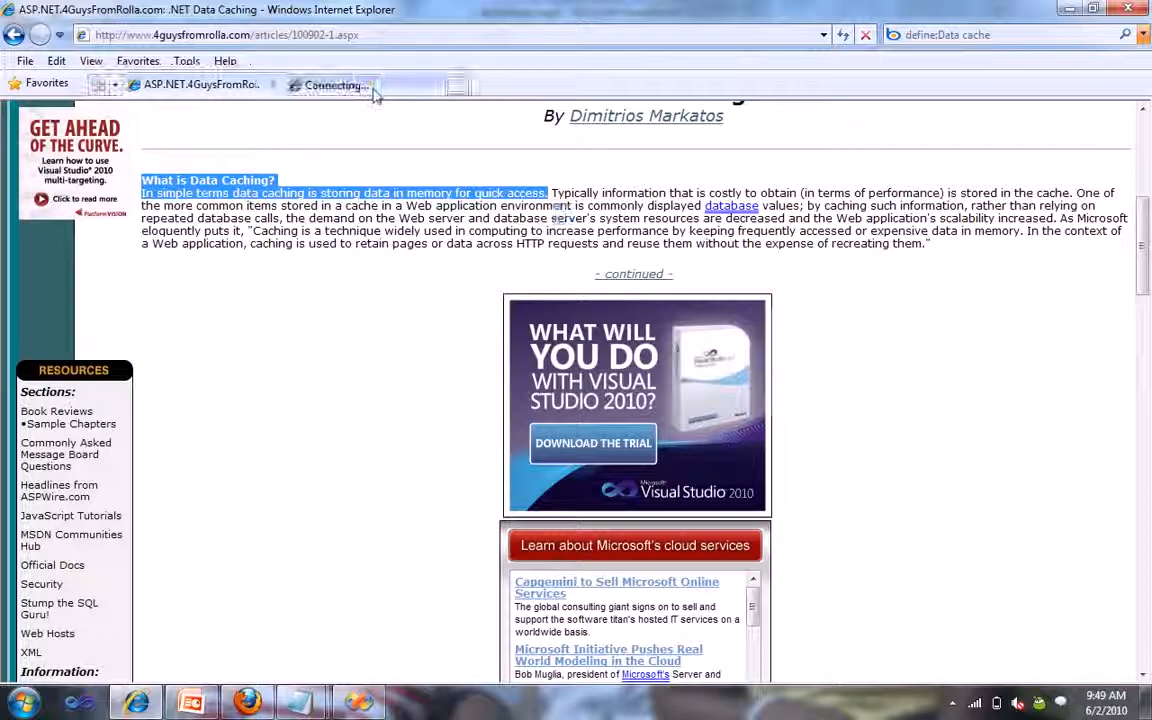 ASP.NET.4GuysFromRolla.com: .NET Data Caching - Windows Internet Explorer
http://www.4guysfromrolla.com/articles/100902-1.aspx
define:Data cache
File Edit View Favorites Tools Help
Favorites
ASP.NET.4GuysFromRol...
Connecting...
By Dimitrios Markatos
GET AHEAD
OF THE CURVE.
Learn how to use
Visual Studio® 2010
multi-targeting.
Click to read more
PlatformVISION
What is Data Caching?
In simple terms data caching is storing data in memory for quick access. Typically information that is costly to obtain (in terms of performance) is stored in the cache. One of
the more common items stored in a cache in a Web application environment is commonly displayed database values; by caching such information, rather than relying on
repeated database calls, the demand on the Web server and database server's system resources are decreased and the Web application's scalability increased. As Microsoft
eloquently puts it, "Caching is a technique widely used in computing to increase performance by keeping frequently accessed or expensive data in memory. In the context of
a Web application, caching is used to retain pages or data across HTTP requests and reuse them without the expense of recreating them."
- continued -
WHAT WILL
YOU DO
WITH VISUAL
STUDIO 2010?
DOWNLOAD THE TRIAL
Microsoft
Visual Studio 2010
RESOURCES
Sections:
Book Reviews
•Sample Chapters
Commonly Asked
Message Board
Questions
Headlines from
ASPWire.com
JavaScript Tutorials
MSDN Communities
Hub
Official Docs
Security
Stump the SQL
Guru!
Web Hosts
XML
Information:
Learn about Microsoft's cloud services
Capgemini to Sell Microsoft Online
Services
The global consulting giant signs on to sell and
support the software titan's hosted IT services on a
worldwide basis.
Microsoft Initiative Pushes Real
World Modeling in the Cloud
Bob Muglia, president of Microsoft's Server and
9:49 AM
6/2/2010